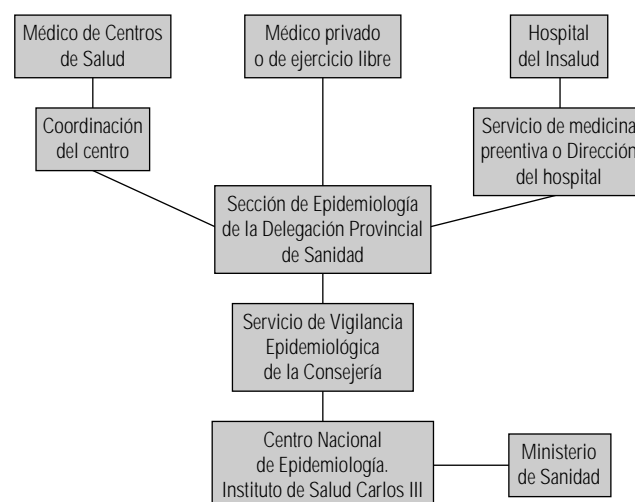 Médico de Centros
de Salud
Médico privado
o de ejercicio libre
Hospital
del Insalud
Coordinación
del centro
Servicio de medicina
preentiva o Dirección
del hospital
Sección de Epidemiología
de la Delegación Provincial
de Sanidad
Servicio de Vigilancia
Epidemiológica
de la Consejería
Centro Nacional
de Epidemiología.
Instituto de Salud Carlos III
Ministerio
de Sanidad